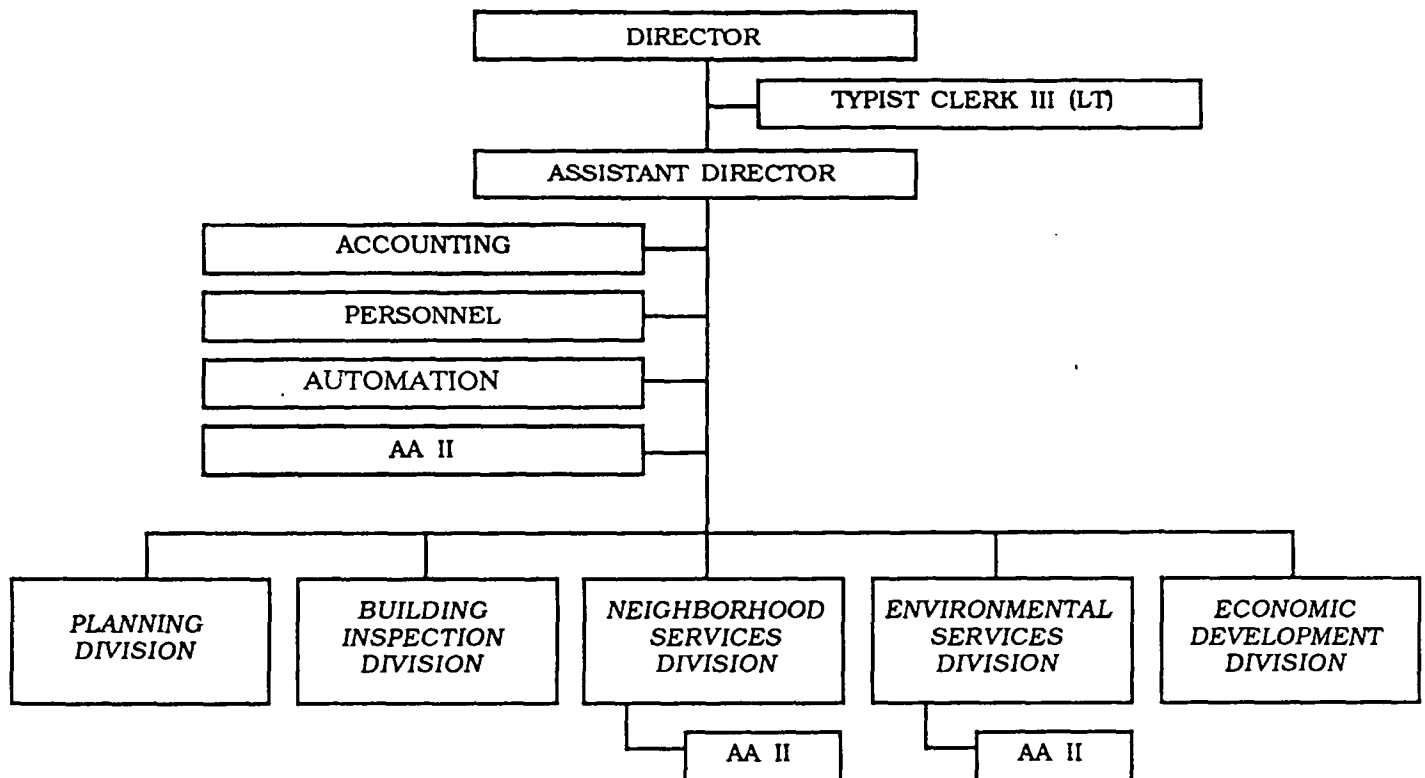 DIRECTOR
TYPIST CLERK III (LT)
ASSISTANT DIRECTOR
ACCOUNTING
PERSONNEL
AUTOMATION
AA II
PLANNING
DIVISION
BUILDING
INSPECTION
DIVISION
NEIGHBORHOOD
SERVICES
DIVISION
ENVIRONMENTAL
SERVICES
DIVISION
ECONOMIC
DEVELOPMENT
DIVISION
AA II
AA II